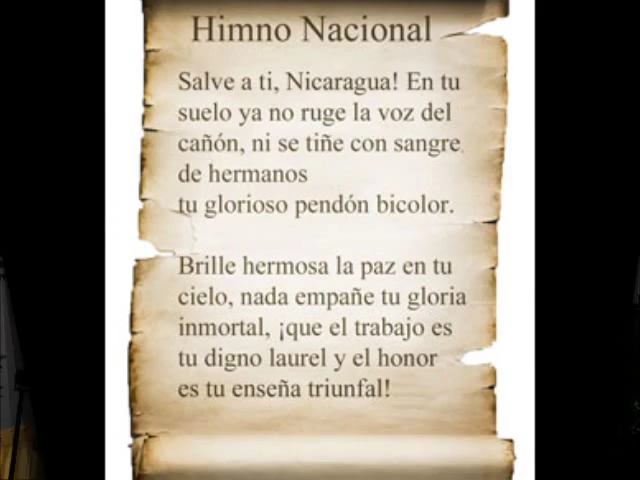 Himno Nacional
Salve a ti, Nicaragua! En tu
suelo ya no ruge la voz del
cañón, ni se tiñe con sangre
de hermanos
tu glorioso pendón bicolor.
Brille hermosa la paz en tu
cielo, nada empañe tu gloria
inmortal, ¡que el trabajo es
tu digno laurel y el honor
es tu enseña triunfal!